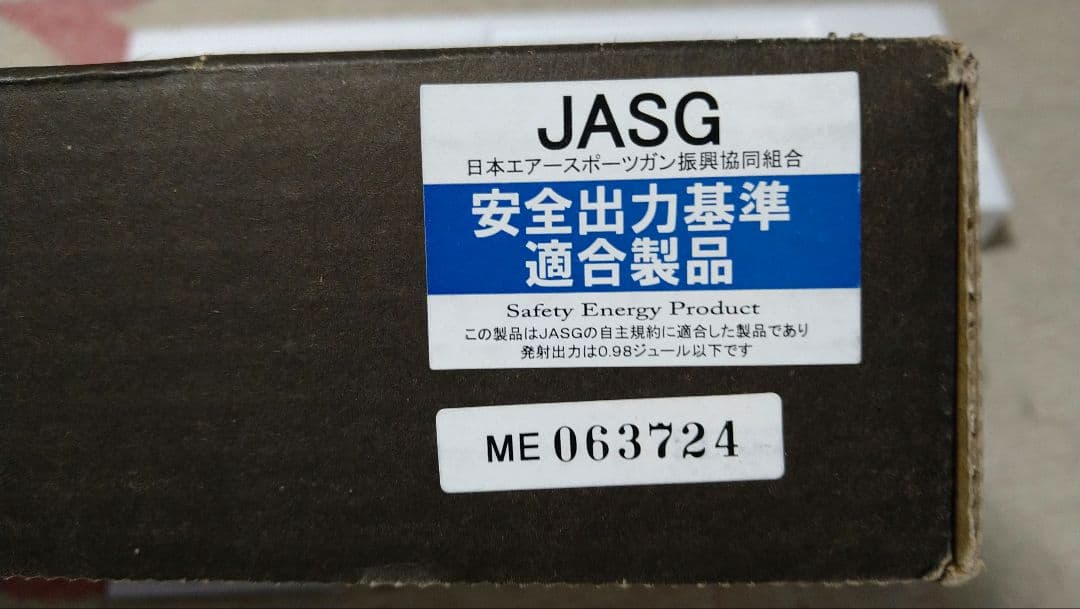 JASG
日本エアースポーツガン振興協同組合
安全出力基準
適合製品
Safety Energy Product
この製品はJASGの自主規約に適合した製品であり
発射出力は0.98ジュール以下です
ME 063724